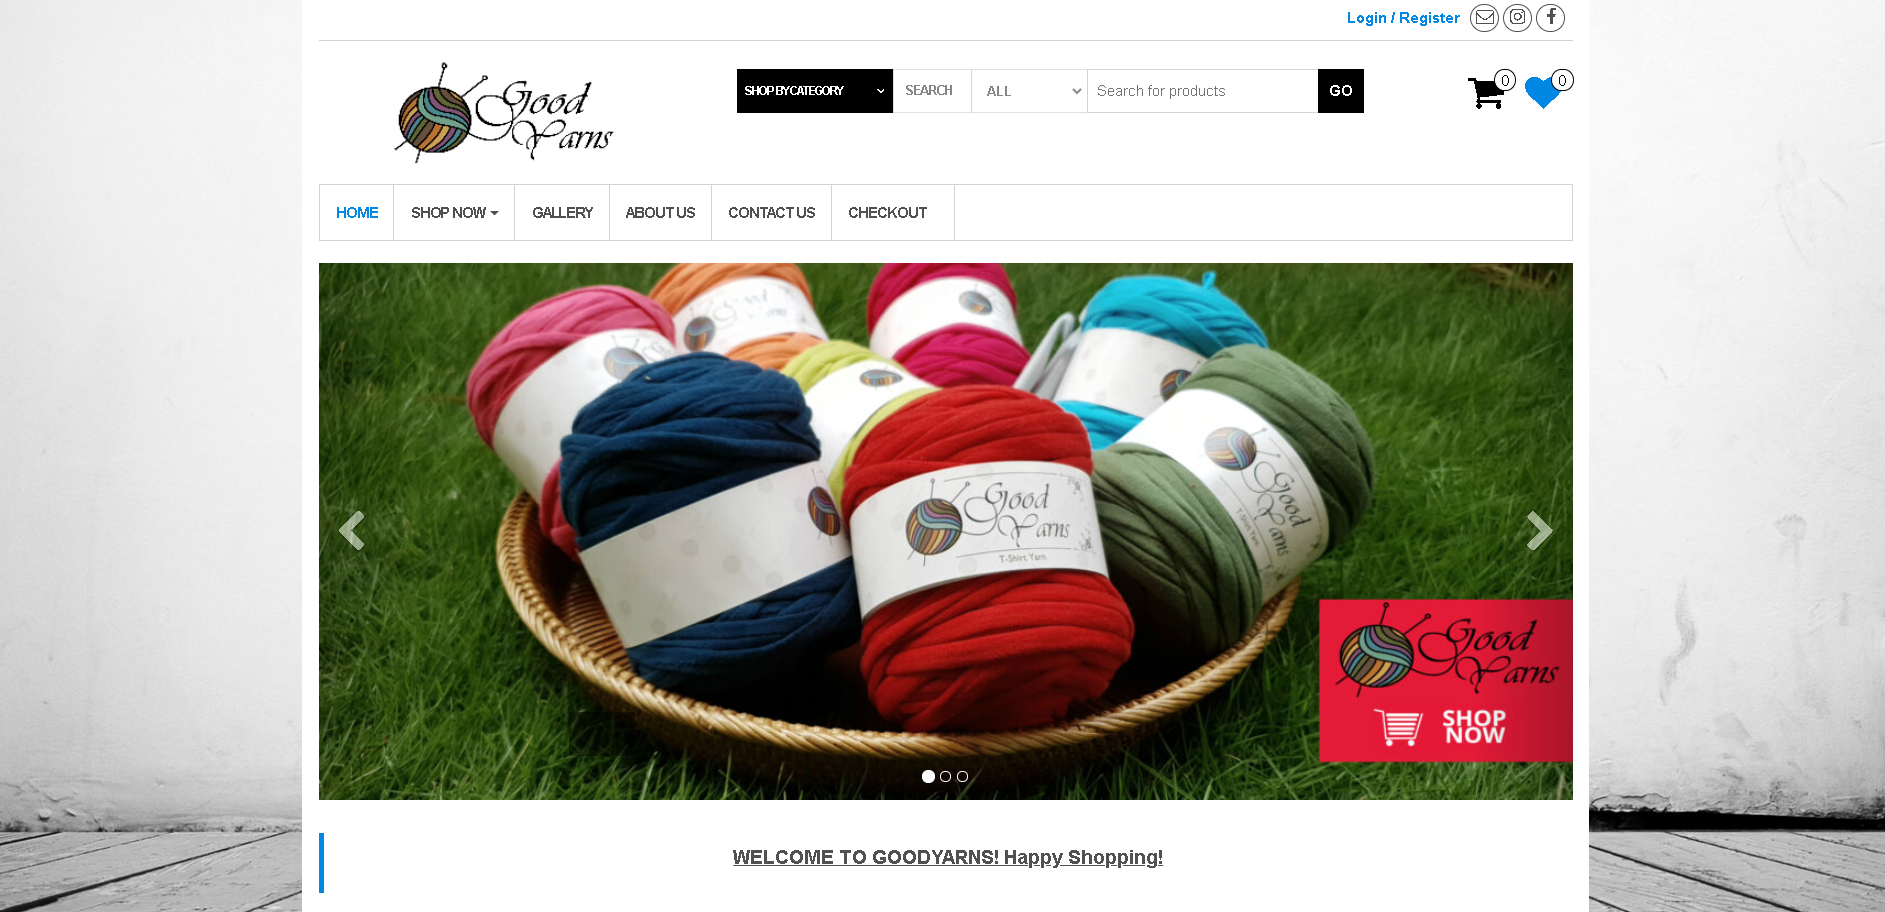 Login / Register
Good
Yarns
SHOP BY CATEGORY
SEARCH
ALL
Search for products
GO
0
0
HOME
SHOP NOW
GALLERY
ABOUT US
CONTACT US
CHECKOUT
Good
Yarns
T-Shirt Yarn
Good
Yarns
T-Shirt Yarn
Good
Yarns
SHOP
NOW
WELCOME TO GOODYARNS! Happy Shopping!